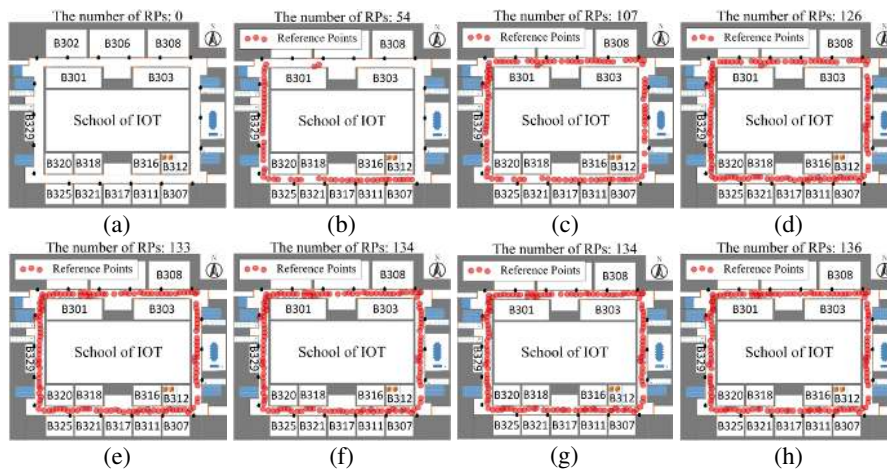 The number of RPs: 0
B302 B306 B308
N
B301 B303
School of IOT
B329
B320 B318 B316 B312
B325 B321 B317 B311 B307
(a)
The number of RPs: 54
Reference Points
B308
N
B301 B303
School of IOT
B329
B320 B318 B316 B312
B325 B321 B317 B311 B307
(b)
The number of RPs: 107
Reference Points
B308
N
B301 B303
School of IOT
B329
B320 B318 B316 B312
B325 B321 B317 B311 B307
(c)
The number of RPs: 126
Reference Points
B308
N
B301 B303
School of IOT
B329
B320 B318 B316 B312
B325 B321 B317 B311 B307
(d)
The number of RPs: 133
Reference Points
B308
N
B301 B303
School of IOT
B329
B320 B318 B316 B312
B325 B321 B317 B311 B307
(e)
The number of RPs: 134
Reference Points
B308
N
B301 B303
School of IOT
B329
B320 B318 B316 B312
B325 B321 B317 B311 B307
(f)
The number of RPs: 134
Reference Points
B308
N
B301 B303
School of IOT
B329
B320 B318 B316 B312
B325 B321 B317 B311 B307
(g)
The number of RPs: 136
Reference Points
B308
N
B301 B303
School of IOT
B329
B320 B318 B316 B312
B325 B321 B317 B311 B307
(h)